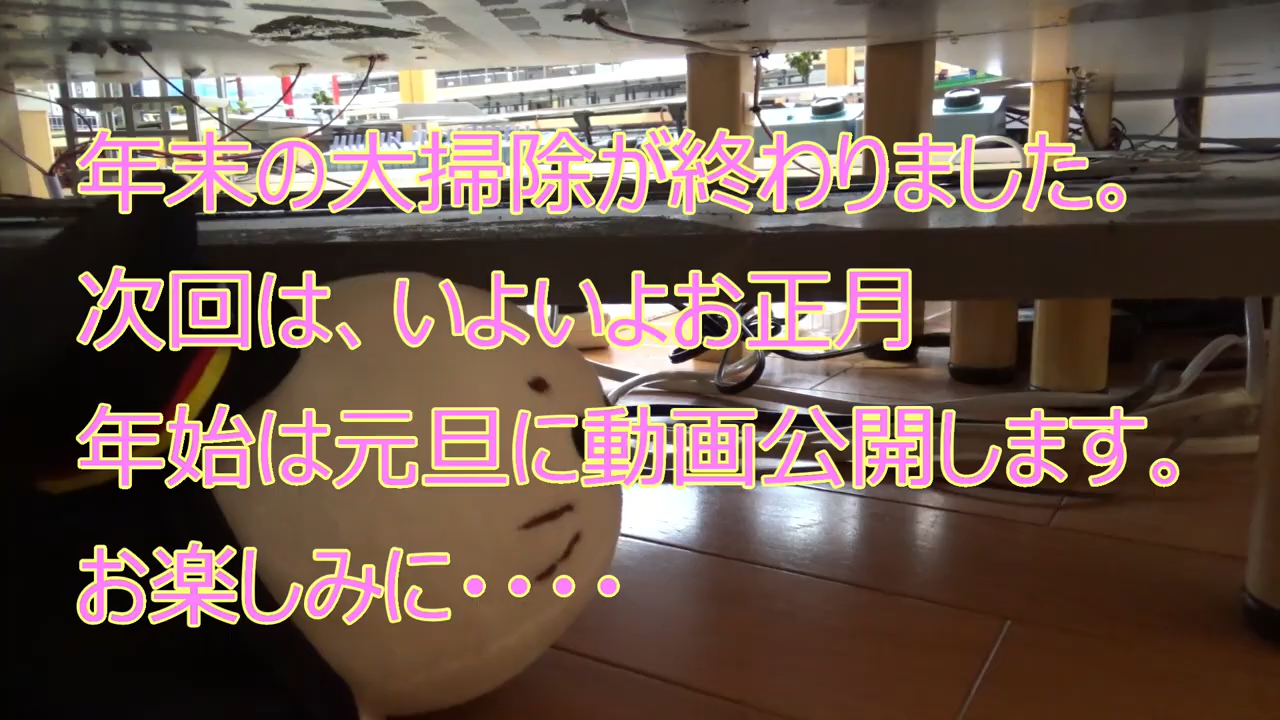 年末の大掃除が終わりました。
次回は、いよいよお正月
年始は元旦に動画公開します。
お楽しみに・・・・